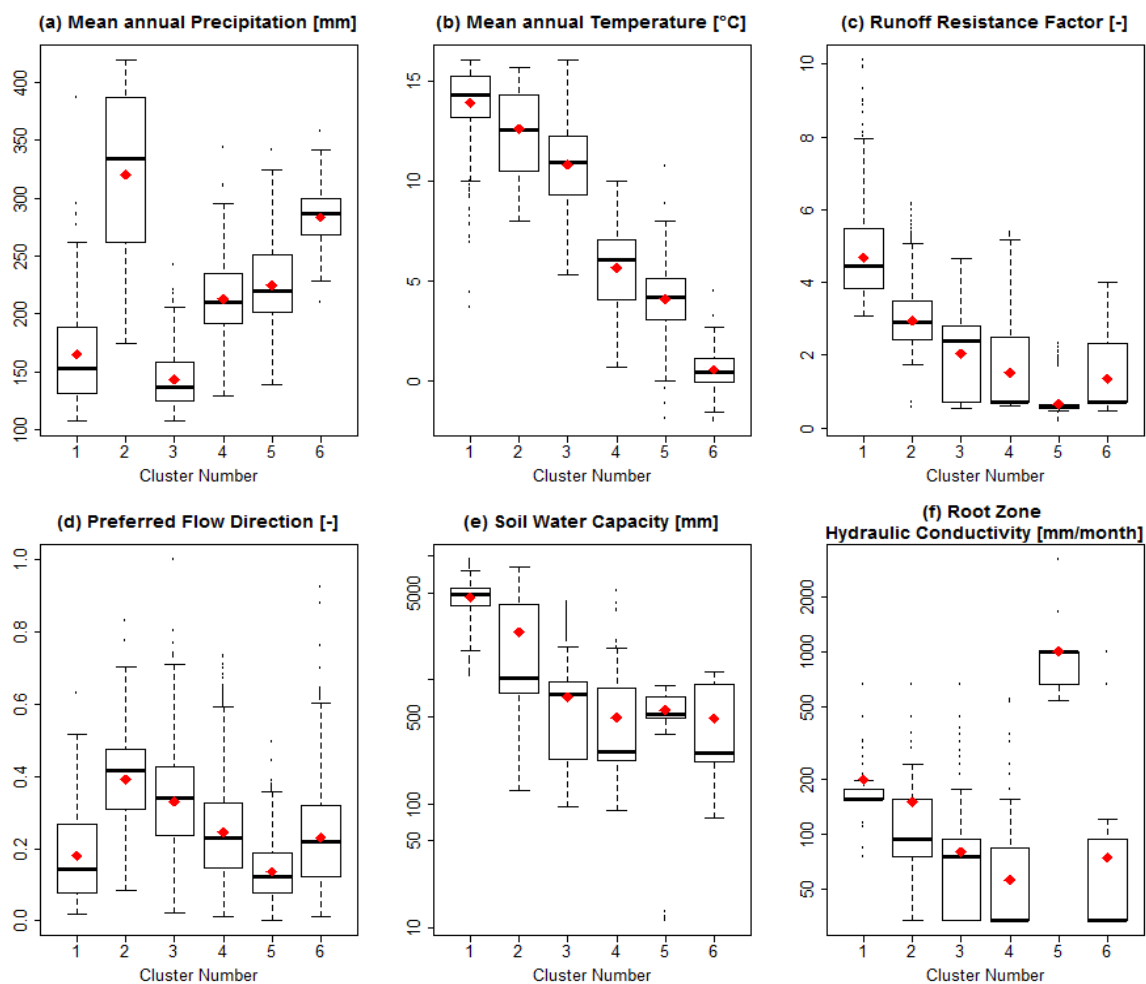 (a) Mean annual Precipitation [mm]
100 150 200 250 300 350 400
1 2 3 4 5 6
Cluster Number
(b) Mean annual Temperature [°C]
0 5 10 15
1 2 3 4 5 6
Cluster Number
(c) Runoff Resistance Factor [-]
0 2 4 6 8 10
1 2 3 4 5 6
Cluster Number
(d) Preferred Flow Direction [-]
0.0 0.2 0.4 0.6 0.8 1.0
1 2 3 4 5 6
Cluster Number
(e) Soil Water Capacity [mm]
10 50 100 500 5000
1 2 3 4 5 6
Cluster Number
(f) Root Zone
Hydraulic Conductivity [mm/month]
50 100 200 500 1000 2000
1 2 3 4 5 6
Cluster Number